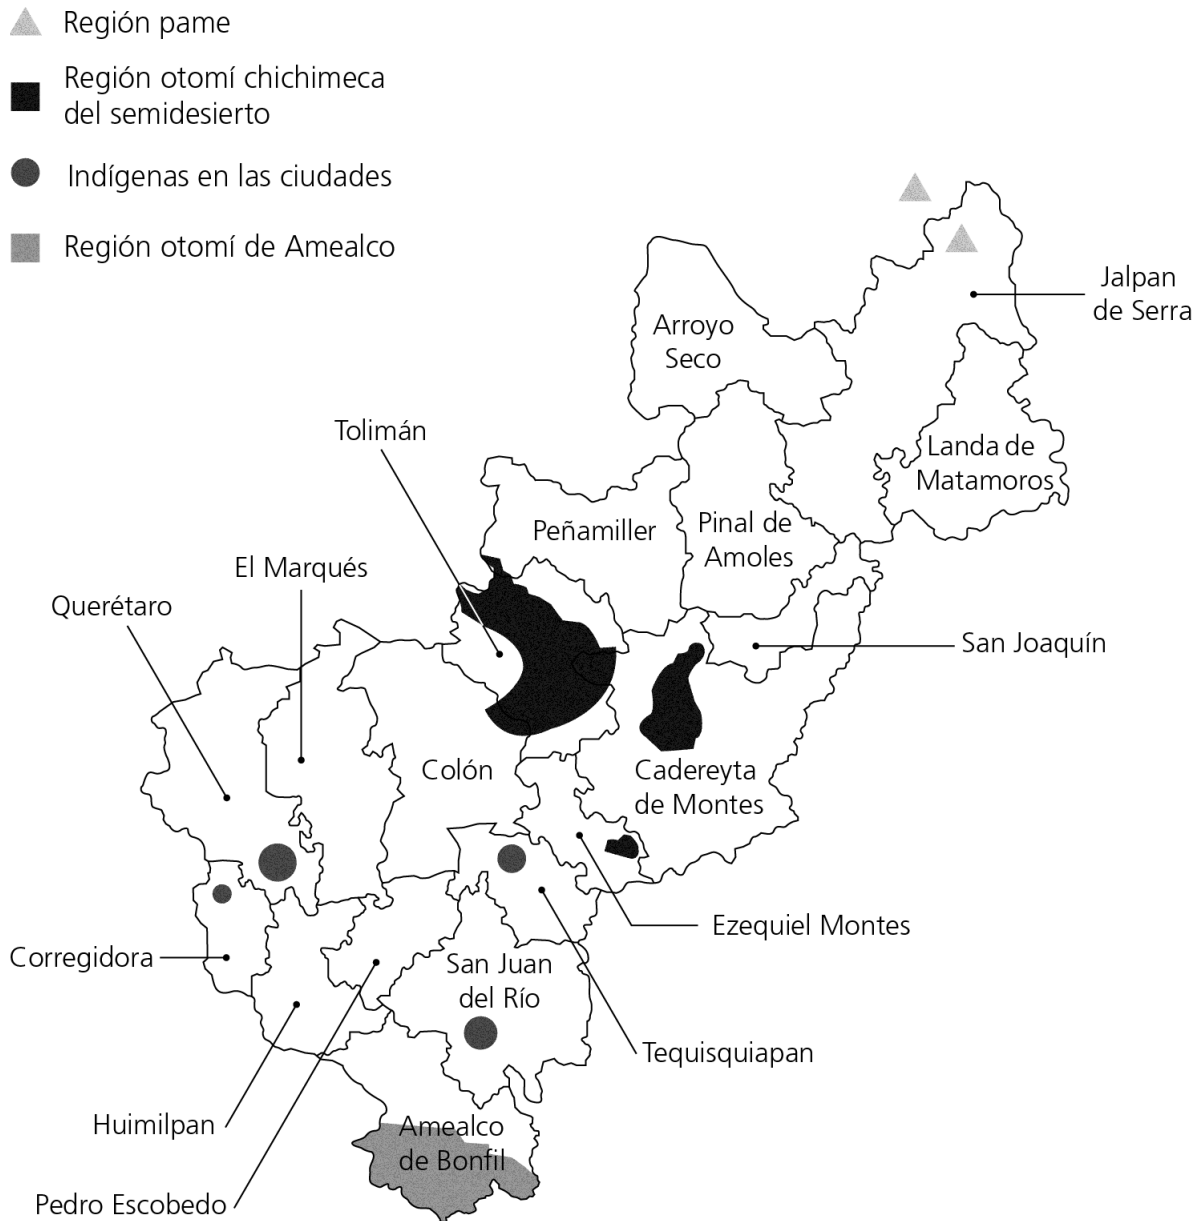 Región pame
Región otomí chichimeca
del semidesierto
Indígenas en las ciudades
Región otomí de Amealco
Jalpan
de Serra
Arroyo
Seco
Tolimán
Landa de
Matamoros
Peñamiller
Pinal de
Amoles
El Marqués
Querétaro
San Joaquín
Colón
Cadereyta
de Montes
Ezequiel Montes
Corregidora
San Juan
del Río
Tequisquiapan
Huimilpan
Amealco
de Bonfil
Pedro Escobedo